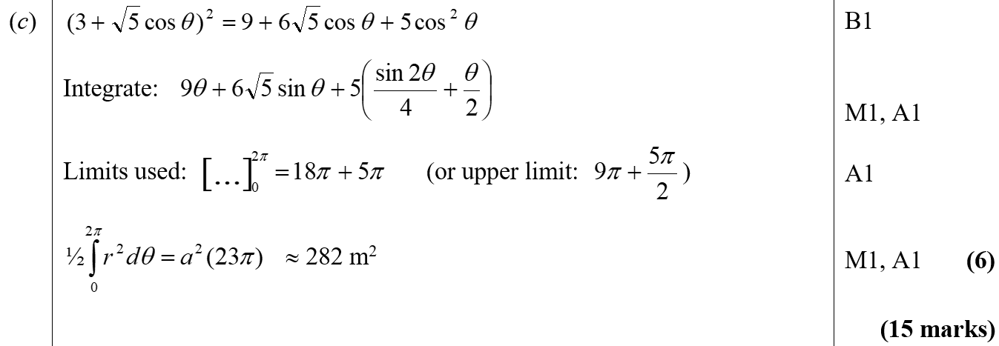 (c) (3 + √5 cos θ)² = 9 + 6√5 cos θ + 5 cos² θ B1
Integrate: 9θ + 6√5 sin θ + 5(sin 2θ/4 + θ/2) M1, A1
Limits used: [...]₀^2π = 18π + 5π (or upper limit: 9π + 5π/2) A1
½∫₀^2π r² dθ = a²(23π) ≈ 282 m² M1, A1 (6)
(15 marks)